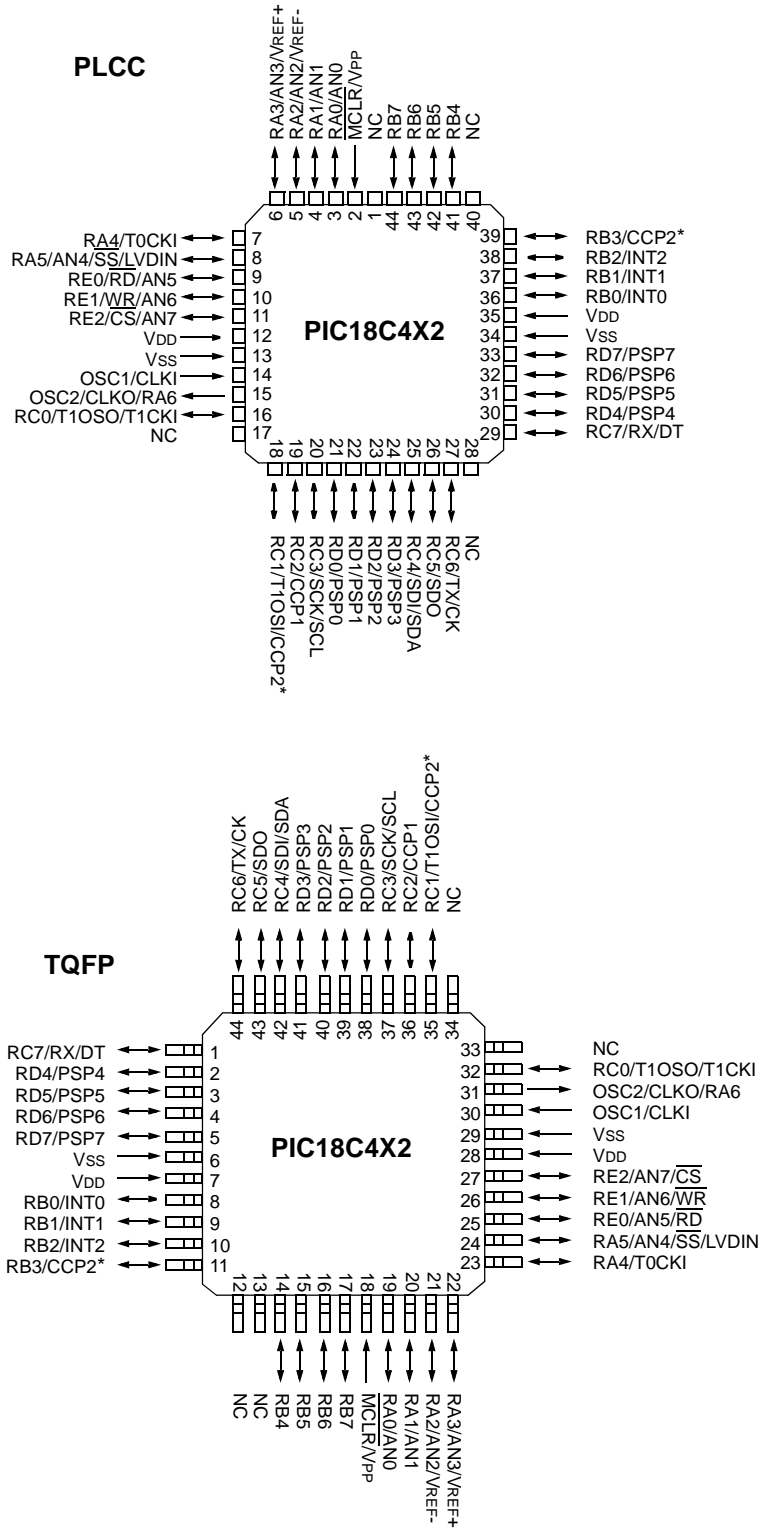 PLCC
RA3/AN3/VREF+
RA2/AN2/VREF-
RA1/AN1
RA0/AN0
MCLR/VPP
NC
RB7
RB6
RB5
RB4
NC
6
5
4
3
2
1
44
43
42
41
40
RA4/T0CKI 7
RA5/AN4/SS/LVDIN 8
RE0/RD/AN5 9
RE1/WR/AN6 10
RE2/CS/AN7 11
VDD 12
VSS 13
OSC1/CLKI 14
OSC2/CLKO/RA6 15
RC0/T1OSO/T1CKI 16
NC 17
PIC18C4X2
39 RB3/CCP2*
38 RB2/INT2
37 RB1/INT1
36 RB0/INT0
35 VDD
34 VSS
33 RD7/PSP7
32 RD6/PSP6
31 RD5/PSP5
30 RD4/PSP4
29 RC7/RX/DT
18
19
20
21
22
23
24
25
26
27
28
RC1/T1OSI/CCP2*
RC2/CCP1
RC3/SCK/SCL
RD0/PSP0
RD1/PSP1
RD2/PSP2
RD3/PSP3
RC4/SDI/SDA
RC5/SDO
RC6/TX/CK
NC
TQFP
RC6/TX/CK
RC5/SDO
RC4/SDI/SDA
RD3/PSP3
RD2/PSP2
RD1/PSP1
RD0/PSP0
RC3/SCK/SCL
RC2/CCP1
RC1/T1OSI/CCP2*
NC
44
43
42
41
40
39
38
37
36
35
34
RC7/RX/DT 1
RD4/PSP4 2
RD5/PSP5 3
RD6/PSP6 4
RD7/PSP7 5
VSS 6
VDD 7
RB0/INT0 8
RB1/INT1 9
RB2/INT2 10
RB3/CCP2* 11
PIC18C4X2
33 NC
32 RC0/T1OSO/T1CKI
31 OSC2/CLKO/RA6
30 OSC1/CLKI
29 VSS
28 VDD
27 RE2/AN7/CS
26 RE1/AN6/WR
25 RE0/AN5/RD
24 RA5/AN4/SS/LVDIN
23 RA4/T0CKI
12
13
14
15
16
17
18
19
20
21
22
NC
NC
RB4
RB5
RB6
RB7
MCLR/VPP
RA0/AN0
RA1/AN1
RA2/AN2/VREF-
RA3/AN3/VREF+